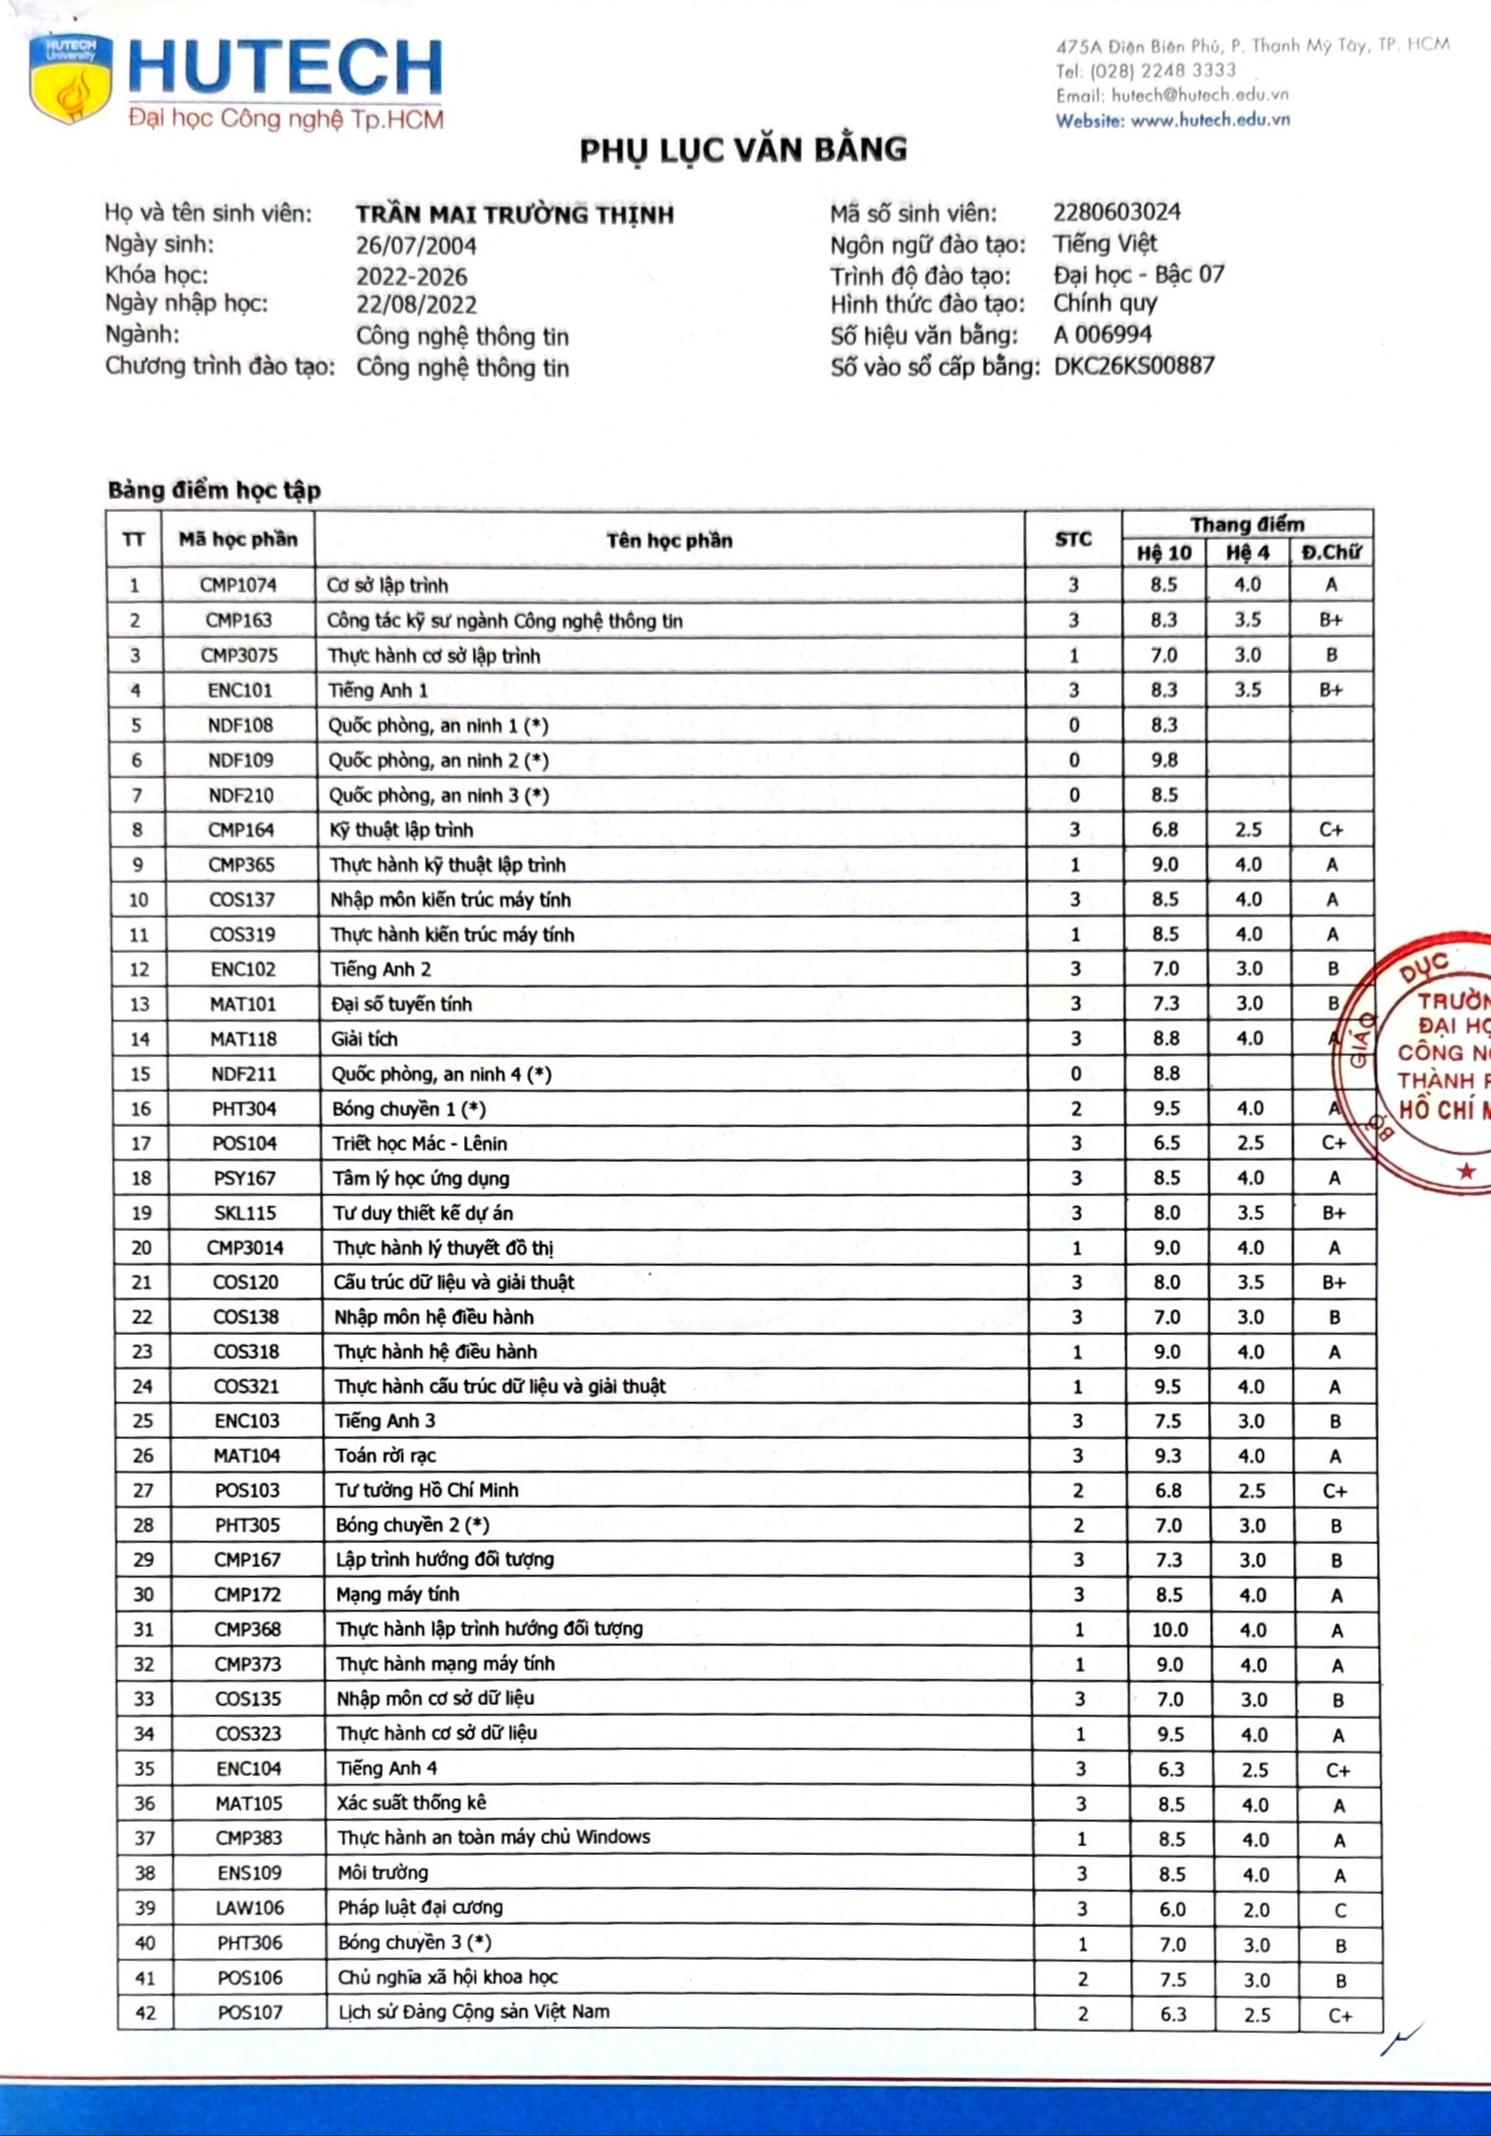 HUTECH University
HUTECH
Đại học Công nghệ Tp.HCM
475A Điện Biên Phủ, P. Thạnh Mỹ Tây, TP. HCM
Tel: (028) 2248 3333
Email: hutech@hutech.edu.vn
Website: www.hutech.edu.vn
PHỤ LỤC VĂN BẰNG
Họ và tên sinh viên: TRẦN MAI TRƯỜNG THỊNH Mã số sinh viên: 2280603024
Ngày sinh: 26/07/2004 Ngôn ngữ đào tạo: Tiếng Việt
Khóa học: 2022-2026 Trình độ đào tạo: Đại học - Bậc 07
Ngày nhập học: 22/08/2022 Hình thức đào tạo: Chính quy
Ngành: Công nghệ thông tin Số hiệu văn bằng: A 006994
Chương trình đào tạo: Công nghệ thông tin Số vào sổ cấp bằng: DKC26KS00887
Bảng điểm học tập
TT Mã học phần Tên học phần STC Thang điểm
Hệ 10 Hệ 4 Đ.Chữ
1 CMP1074 Cơ sở lập trình 3 8.5 4.0 A
2 CMP163 Công tác kỹ sư ngành Công nghệ thông tin 3 8.3 3.5 B+
3 CMP3075 Thực hành cơ sở lập trình 1 7.0 3.0 B
4 ENC101 Tiếng Anh 1 3 8.3 3.5 B+
5 NDF108 Quốc phòng, an ninh 1 (*) 0 8.3
6 NDF109 Quốc phòng, an ninh 2 (*) 0 9.8
7 NDF210 Quốc phòng, an ninh 3 (*) 0 8.5
8 CMP164 Kỹ thuật lập trình 3 6.8 2.5 C+
9 CMP365 Thực hành kỹ thuật lập trình 1 9.0 4.0 A
10 COS137 Nhập môn kiến trúc máy tính 3 8.5 4.0 A
11 COS319 Thực hành kiến trúc máy tính 1 8.5 4.0 A
12 ENC102 Tiếng Anh 2 3 7.0 3.0 B
13 MAT101 Đại số tuyến tính 3 7.3 3.0 B
14 MAT118 Giải tích 3 8.8 4.0 A
15 NDF211 Quốc phòng, an ninh 4 (*) 0 8.8
16 PHT304 Bóng chuyền 1 (*) 2 9.5 4.0 A
17 POS104 Triết học Mác - Lênin 3 6.5 2.5 C+
18 PSY167 Tâm lý học ứng dụng 3 8.5 4.0 A
19 SKL115 Tư duy thiết kế dự án 3 8.0 3.5 B+
20 CMP3014 Thực hành lý thuyết đồ thị 1 9.0 4.0 A
21 COS120 Cấu trúc dữ liệu và giải thuật 3 8.0 3.5 B+
22 COS138 Nhập môn hệ điều hành 3 7.0 3.0 B
23 COS318 Thực hành hệ điều hành 1 9.0 4.0 A
24 COS321 Thực hành cấu trúc dữ liệu và giải thuật 1 9.5 4.0 A
25 ENC103 Tiếng Anh 3 3 7.5 3.0 B
26 MAT104 Toán rời rạc 3 9.3 4.0 A
27 POS103 Tư tưởng Hồ Chí Minh 2 6.8 2.5 C+
28 PHT305 Bóng chuyền 2 (*) 2 7.0 3.0 B
29 CMP167 Lập trình hướng đối tượng 3 7.3 3.0 B
30 CMP172 Mạng máy tính 3 8.5 4.0 A
31 CMP368 Thực hành lập trình hướng đối tượng 1 10.0 4.0 A
32 CMP373 Thực hành mạng máy tính 1 9.0 4.0 A
33 COS135 Nhập môn cơ sở dữ liệu 3 7.0 3.0 B
34 COS323 Thực hành cơ sở dữ liệu 1 9.5 4.0 A
35 ENC104 Tiếng Anh 4 3 6.3 2.5 C+
36 MAT105 Xác suất thống kê 3 8.5 4.0 A
37 CMP383 Thực hành an toàn máy chủ Windows 1 8.5 4.0 A
38 ENS109 Môi trường 3 8.5 4.0 A
39 LAW106 Pháp luật đại cương 3 6.0 2.0 C
40 PHT306 Bóng chuyền 3 (*) 1 7.0 3.0 B
41 POS106 Chủ nghĩa xã hội khoa học 2 7.5 3.0 B
42 POS107 Lịch sử Đảng Cộng sản Việt Nam 2 6.3 2.5 C+
BỘ GIÁO DỤC
TRƯỜN
ĐẠI HỌ
CÔNG N
THÀNH
HỒ CHÍ